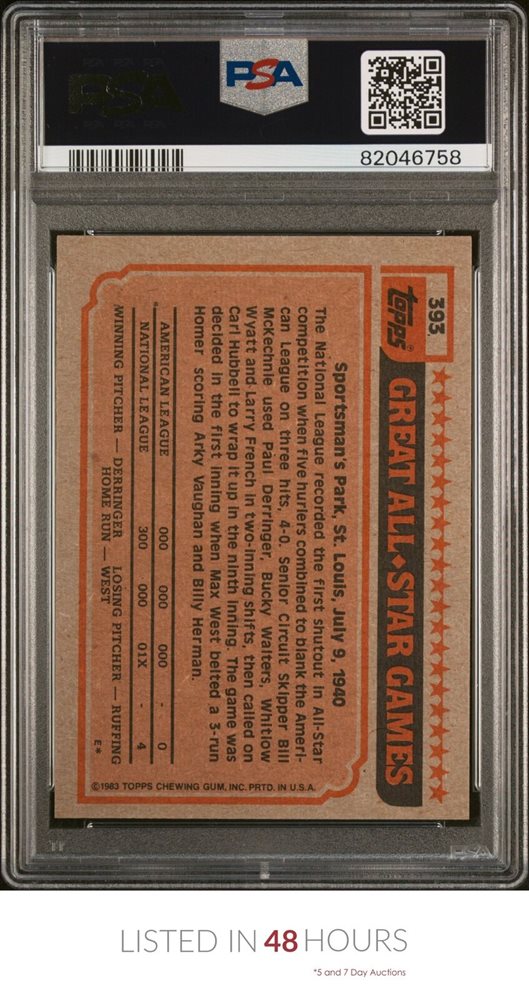 PSA
PSA
82046758
393
topps®
GREAT ALL-STAR GAMES
Sportsman's Park, St. Louis, July 9, 1940
The National League recorded the first shutout in All-Star
competition when five hurlers combined to blank the Ameri-
can League on three hits, 4-0. Senior Circuit Skipper Bill
McKechnie used Paul Derringer, Bucky Walters, Whitlow
Wyatt and Larry French in two-inning shifts, then called on
Carl Hubbell to wrap it up in the ninth inning. The game was
decided in the first inning when Max West belted a 3-run
Homer scoring Arky Vaughan and Billy Herman.
AMERICAN LEAGUE 000 000 000 - 0
NATIONAL LEAGUE 300 000 01X - 4
WINNING PITCHER — DERRINGER LOSING PITCHER — RUFFING
HOME RUN — WEST
E*
©1983 TOPPS CHEWING GUM, INC. PRTD. IN U.S.A.
PSA
LISTED IN 48 HOURS
*5 and 7 Day Auctions